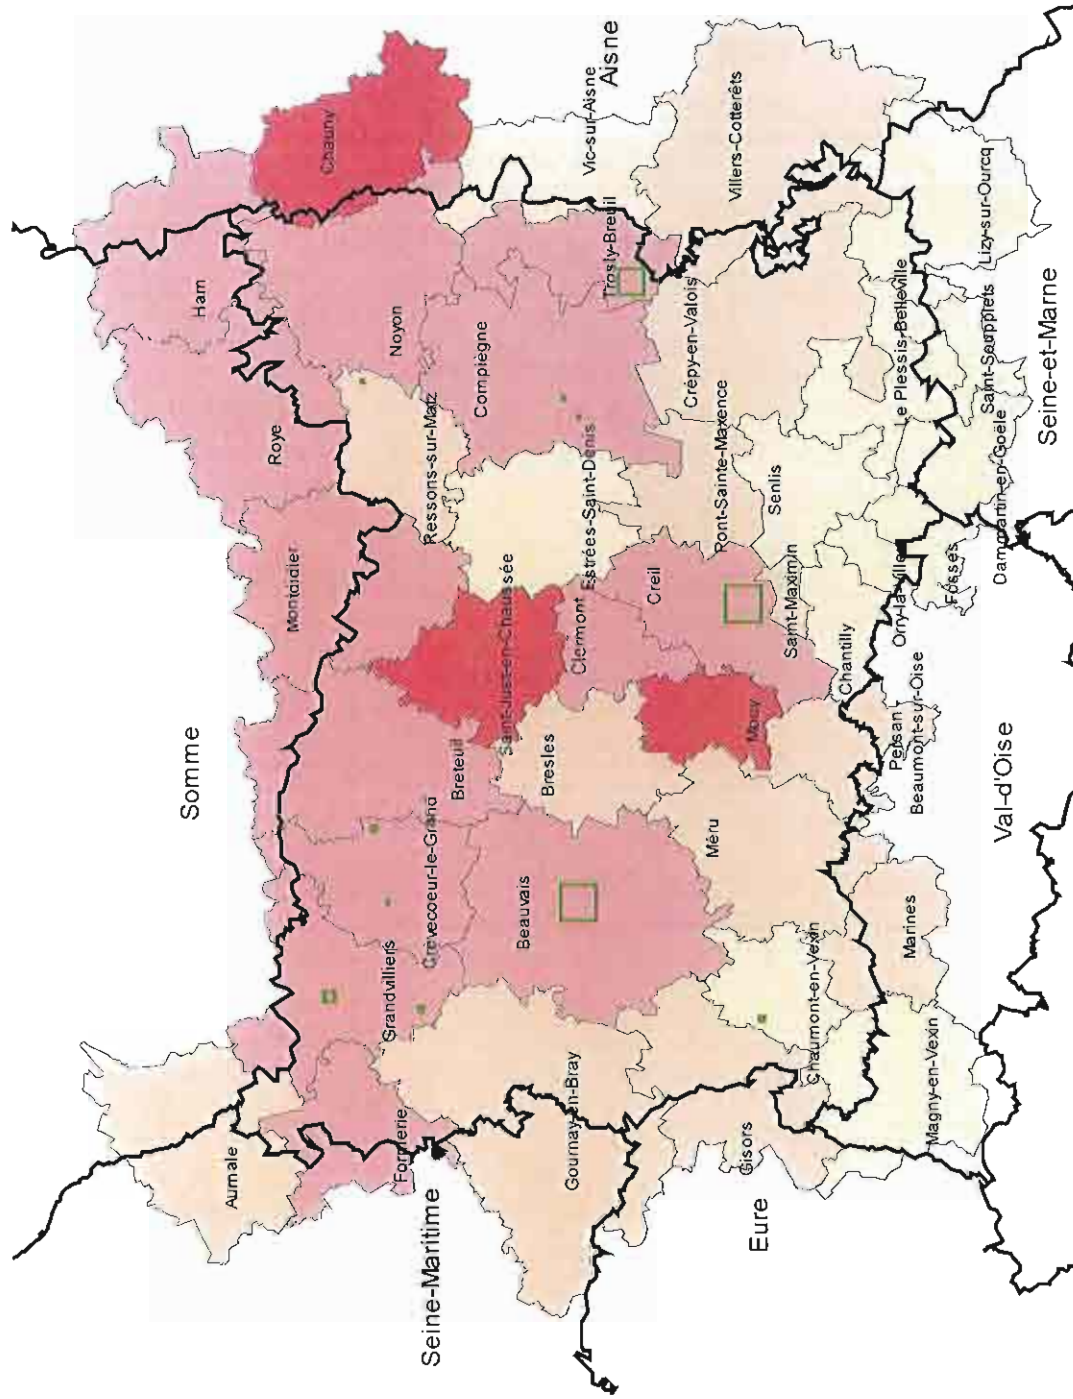 Somme
Aumale
Seine-Maritime
Formerie
Grandvilliers
Crèvecoeur-le-Grand
Breteuil
Montdidier
Roye
Ham
Chauny
Noyon
Ressons-sur-Matz
Compiègne
Saint-Just-en-Chaussée
Estrées-Saint-Denis
Clermont
Bresles
Beauvais
Gournay-en-Bray
Vic-sur-Aisne
Aisne
Trosly-Breuil
Villers-Cotterêts
Crépy-en-Valois
Pont-Sainte-Maxence
Creil
Mouy
Méru
Senlis
Saint-Maximin
Chantilly
Gisors
Eure
Chaumont-en-Vexin
Marines
Magny-en-Vexin
Persan
Beaumont-sur-Oise
Orry-la-Ville
Fosses
Le Plessis-Belleville
Lizy-sur-Ourcq
Saint-Soupplets
Dammartin-en-Goële
Val-d'Oise
Seine-et-Marne